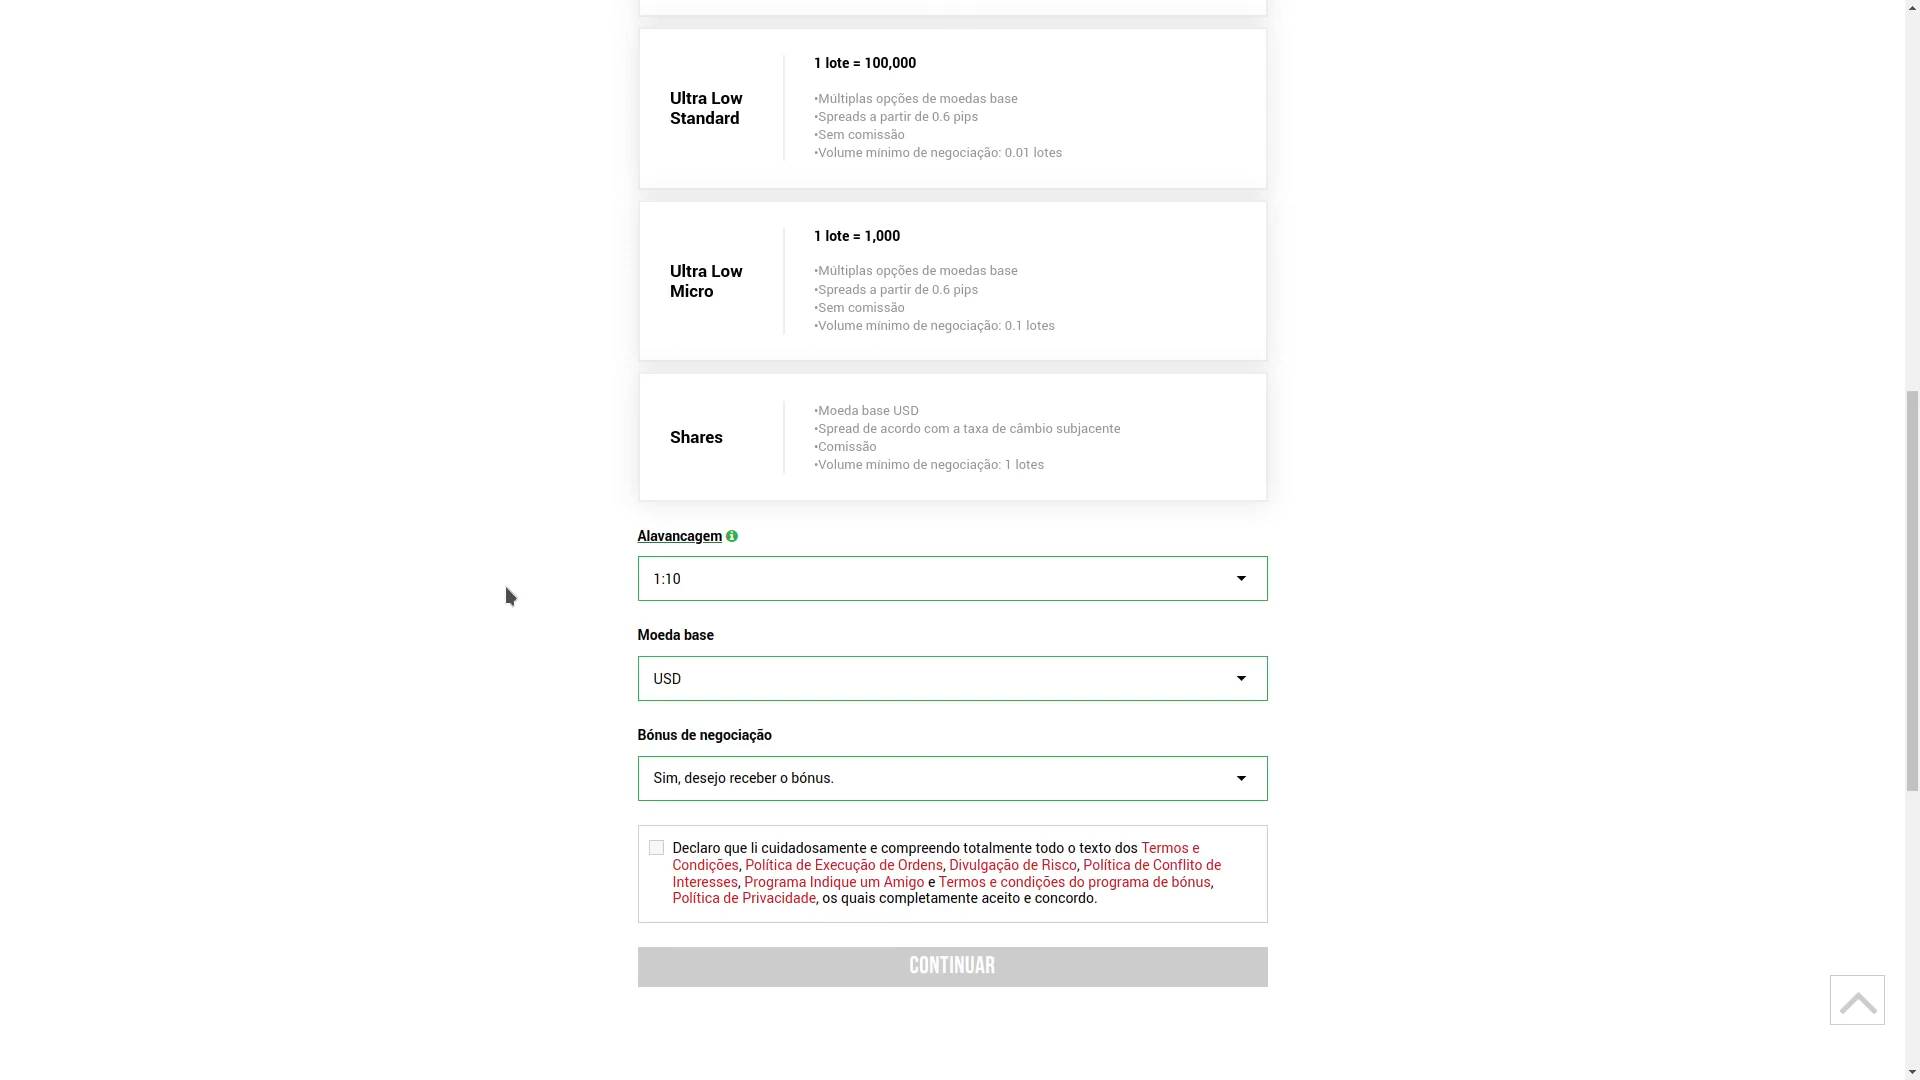 1 lote = 100,000
Ultra Low
Standard
•Múltiplas opções de moedas base
•Spreads a partir de 0.6 pips
•Sem comissão
•Volume mínimo de negociação: 0.01 lotes
1 lote = 1,000
Ultra Low
Micro
•Múltiplas opções de moedas base
•Spreads a partir de 0.6 pips
•Sem comissão
•Volume mínimo de negociação: 0.1 lotes
Shares
•Moeda base USD
•Spread de acordo com a taxa de câmbio subjacente
•Comissão
•Volume mínimo de negociação: 1 lotes
Alavancagem
1:10
Moeda base
USD
Bónus de negociação
Sim, desejo receber o bónus.
Declaro que li cuidadosamente e compreendo totalmente todo o texto dos Termos e
Condições, Política de Execução de Ordens, Divulgação de Risco, Política de Conflito de
Interesses, Programa Indique um Amigo e Termos e condições do programa de bónus,
Política de Privacidade, os quais completamente aceito e concordo.
CONTINUAR